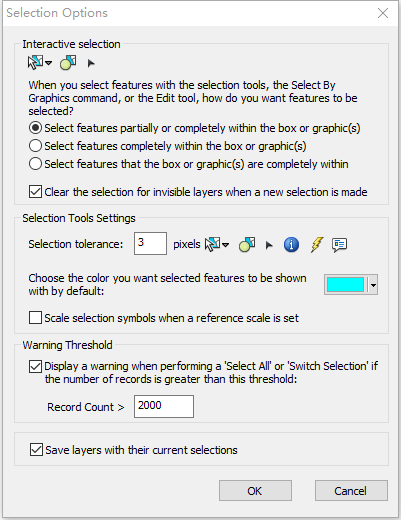 Selection Options
Interactive selection
When you select features with the selection tools, the Select By
Graphics command, or the Edit tool, how do you want features to be
selected?
Select features partially or completely within the box or graphic(s)
Select features completely within the box or graphic(s)
Select features that the box or graphic(s) are completely within
Clear the selection for invisible layers when a new selection is made
Selection Tools Settings
Selection tolerance: 3 pixels
Choose the color you want selected features to be shown
with by default:
Scale selection symbols when a reference scale is set
Warning Threshold
Display a warning when performing a 'Select All' or 'Switch Selection' if
the number of records is greater than this threshold:
Record Count > 2000
Save layers with their current selections
OK Cancel